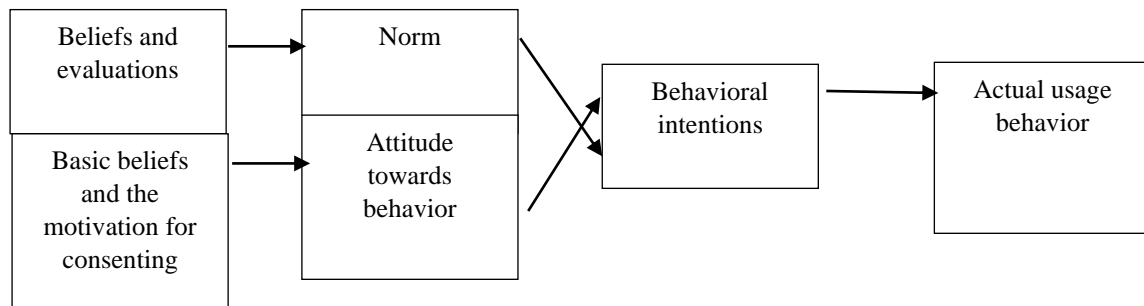 Beliefs and
evaluations
Basic beliefs
and the
motivation for
consenting
Norm
Attitude
towards
behavior
Behavioral
intentions
Actual usage
behavior